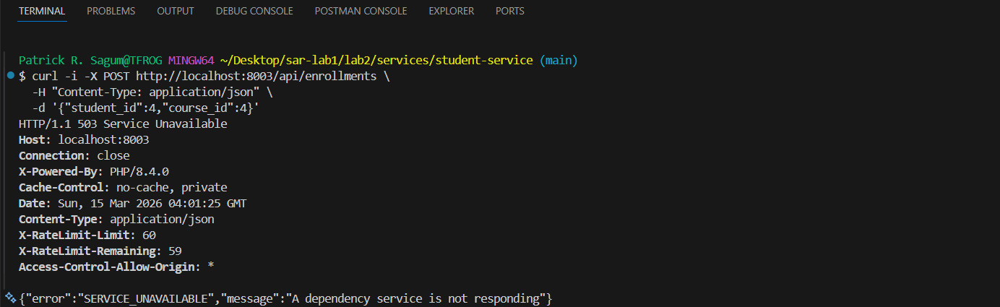 TERMINAL PROBLEMS OUTPUT DEBUG CONSOLE POSTMAN CONSOLE EXPLORER PORTS
Patrick R. Sagum@TFROG MINGW64 ~/Desktop/sar-lab1/lab2/services/student-service (main)
$ curl -i -X POST http://localhost:8003/api/enrollments \
-H "Content-Type: application/json" \
-d '{"student_id":4,"course_id":4}'
HTTP/1.1 503 Service Unavailable
Host: localhost:8003
Connection: close
X-Powered-By: PHP/8.4.0
Cache-Control: no-cache, private
Date: Sun, 15 Mar 2026 04:01:25 GMT
Content-Type: application/json
X-RateLimit-Limit: 60
X-RateLimit-Remaining: 59
Access-Control-Allow-Origin: *
{"error":"SERVICE_UNAVAILABLE","message":"A dependency service is not responding"}